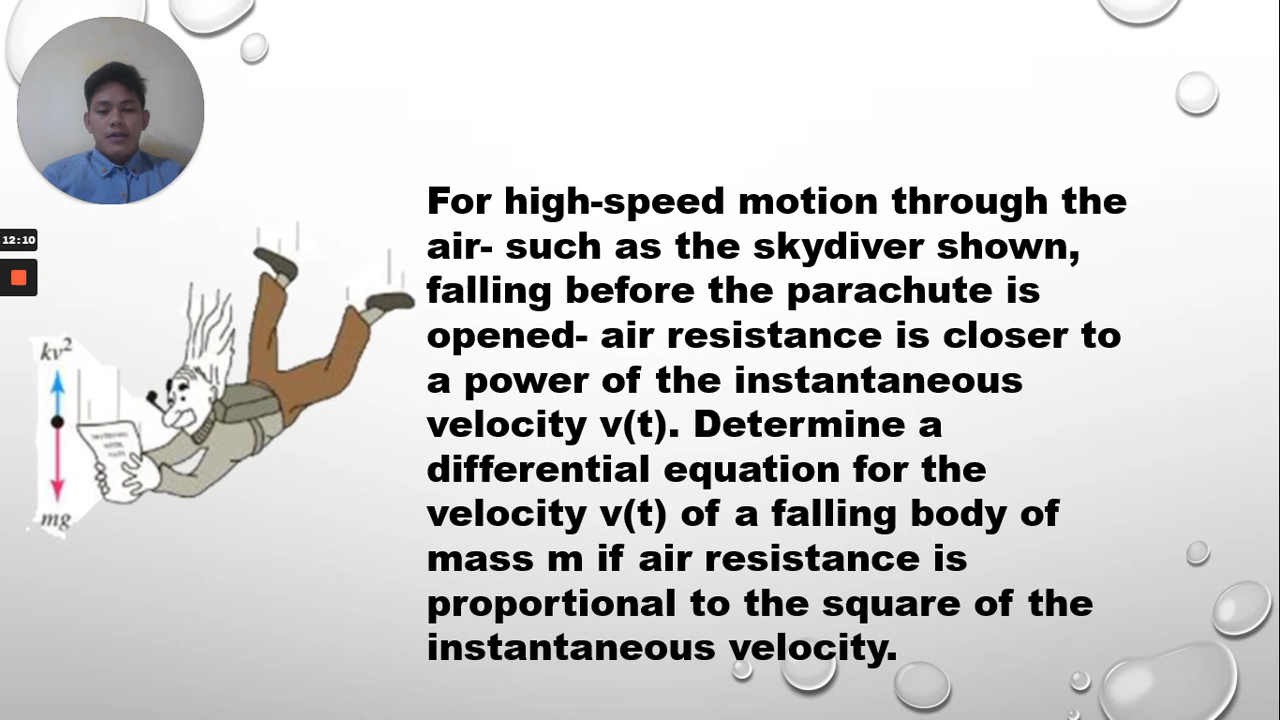 12:10
kv²
mg
For high-speed motion through the
air- such as the skydiver shown,
falling before the parachute is
opened- air resistance is closer to
a power of the instantaneous
velocity v(t). Determine a
differential equation for the
velocity v(t) of a falling body of
mass m if air resistance is
proportional to the square of the
instantaneous velocity.